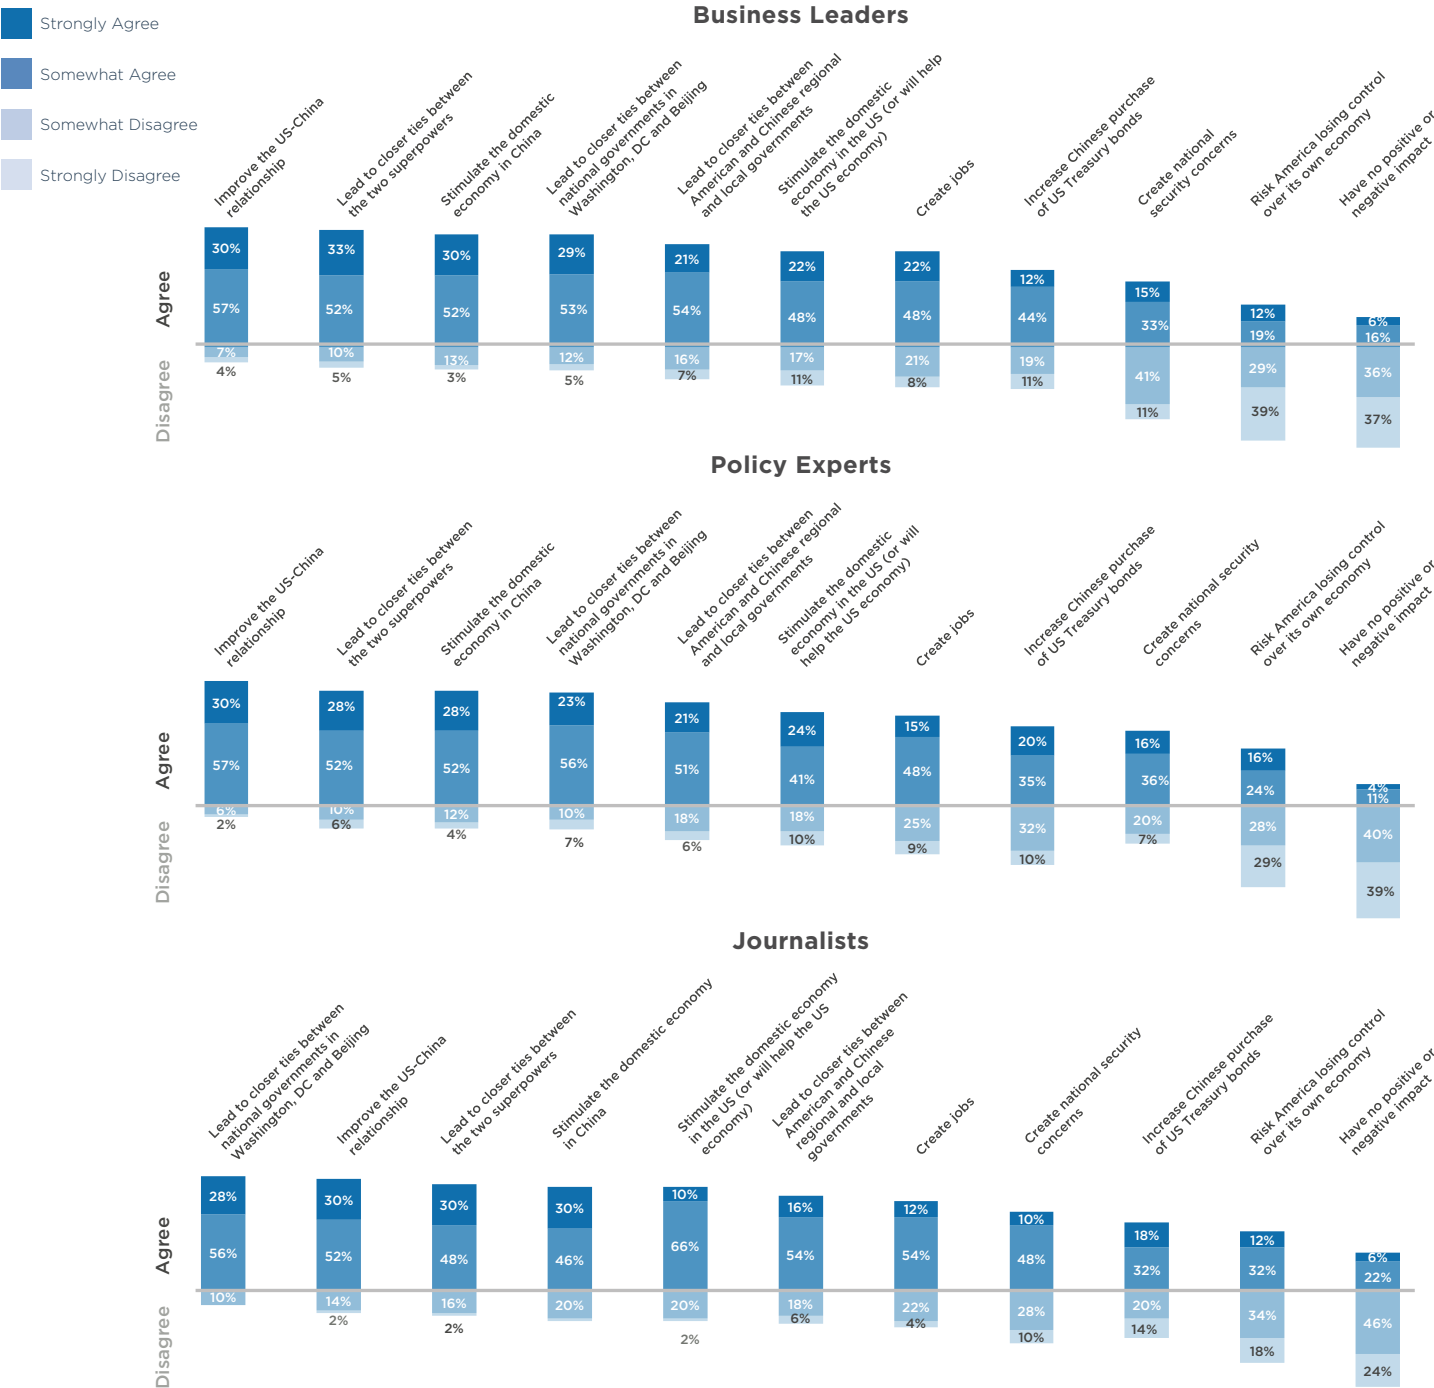 Business Leaders
Strongly Agree
Somewhat Agree
Somewhat Disagree
Strongly Disagree
Improve the US-China
relationship
Lead to closer ties between
the two superpowers
Stimulate the domestic
economy in China
Lead to closer ties between
national governments in
Washington, DC and Beijing
Lead to closer ties between
American and Chinese regional
and local governments
Stimulate the domestic
economy in the US (or will help
the US economy)
Create jobs
Increase Chinese purchase
of US Treasury bonds
Create national
security concerns
Risk America losing control
over its own economy
Have no positive or
negative impact
Agree
30% 33% 30% 29% 21% 22% 22% 12% 15% 12% 6%
57% 52% 52% 53% 54% 48% 48% 44% 33% 19% 16%
Disagree
7% 10% 13% 12% 16% 17% 21% 19% 41% 29% 36%
4% 5% 3% 5% 7% 11% 8% 11% 11% 39% 37%
Policy Experts
Improve the US-China
relationship
Lead to closer ties between
the two superpowers
Stimulate the domestic
economy in China
Lead to closer ties between
national governments in
Washington, DC and Beijing
Lead to closer ties between
American and Chinese regional
and local governments
Stimulate the domestic
economy in the US (or will
help the US economy)
Create jobs
Increase Chinese purchase
of US Treasury bonds
Create national security
concerns
Risk America losing control
over its own economy
Have no positive or
negative impact
Agree
30% 28% 28% 23% 21% 24% 15% 20% 16% 16% 4%
57% 52% 52% 56% 51% 41% 48% 35% 36% 24% 11%
Disagree
6% 10% 12% 10% 18% 18% 25% 32% 20% 28% 40%
2% 6% 4% 7% 6% 10% 9% 10% 7% 29% 39%
Journalists
Lead to closer ties between
national governments in
Washington, DC and Beijing
Improve the US-China
relationship
Lead to closer ties between
the two superpowers
Stimulate the domestic economy
in China
Stimulate the domestic economy
in the US (or will help the US
economy)
Lead to closer ties between
American and Chinese
regional and local
governments
Create jobs
Create national security
concerns
Increase Chinese purchase
of US Treasury bonds
Risk America losing control
over its own economy
Have no positive or
negative impact
Agree
28% 30% 30% 30% 10% 16% 12% 10% 18% 12% 6%
56% 52% 48% 46% 66% 54% 54% 48% 32% 32% 22%
Disagree
10% 14% 16% 20% 20% 18% 22% 28% 20% 34% 46%
2% 2% 2% 6% 4% 10% 14% 18% 24%